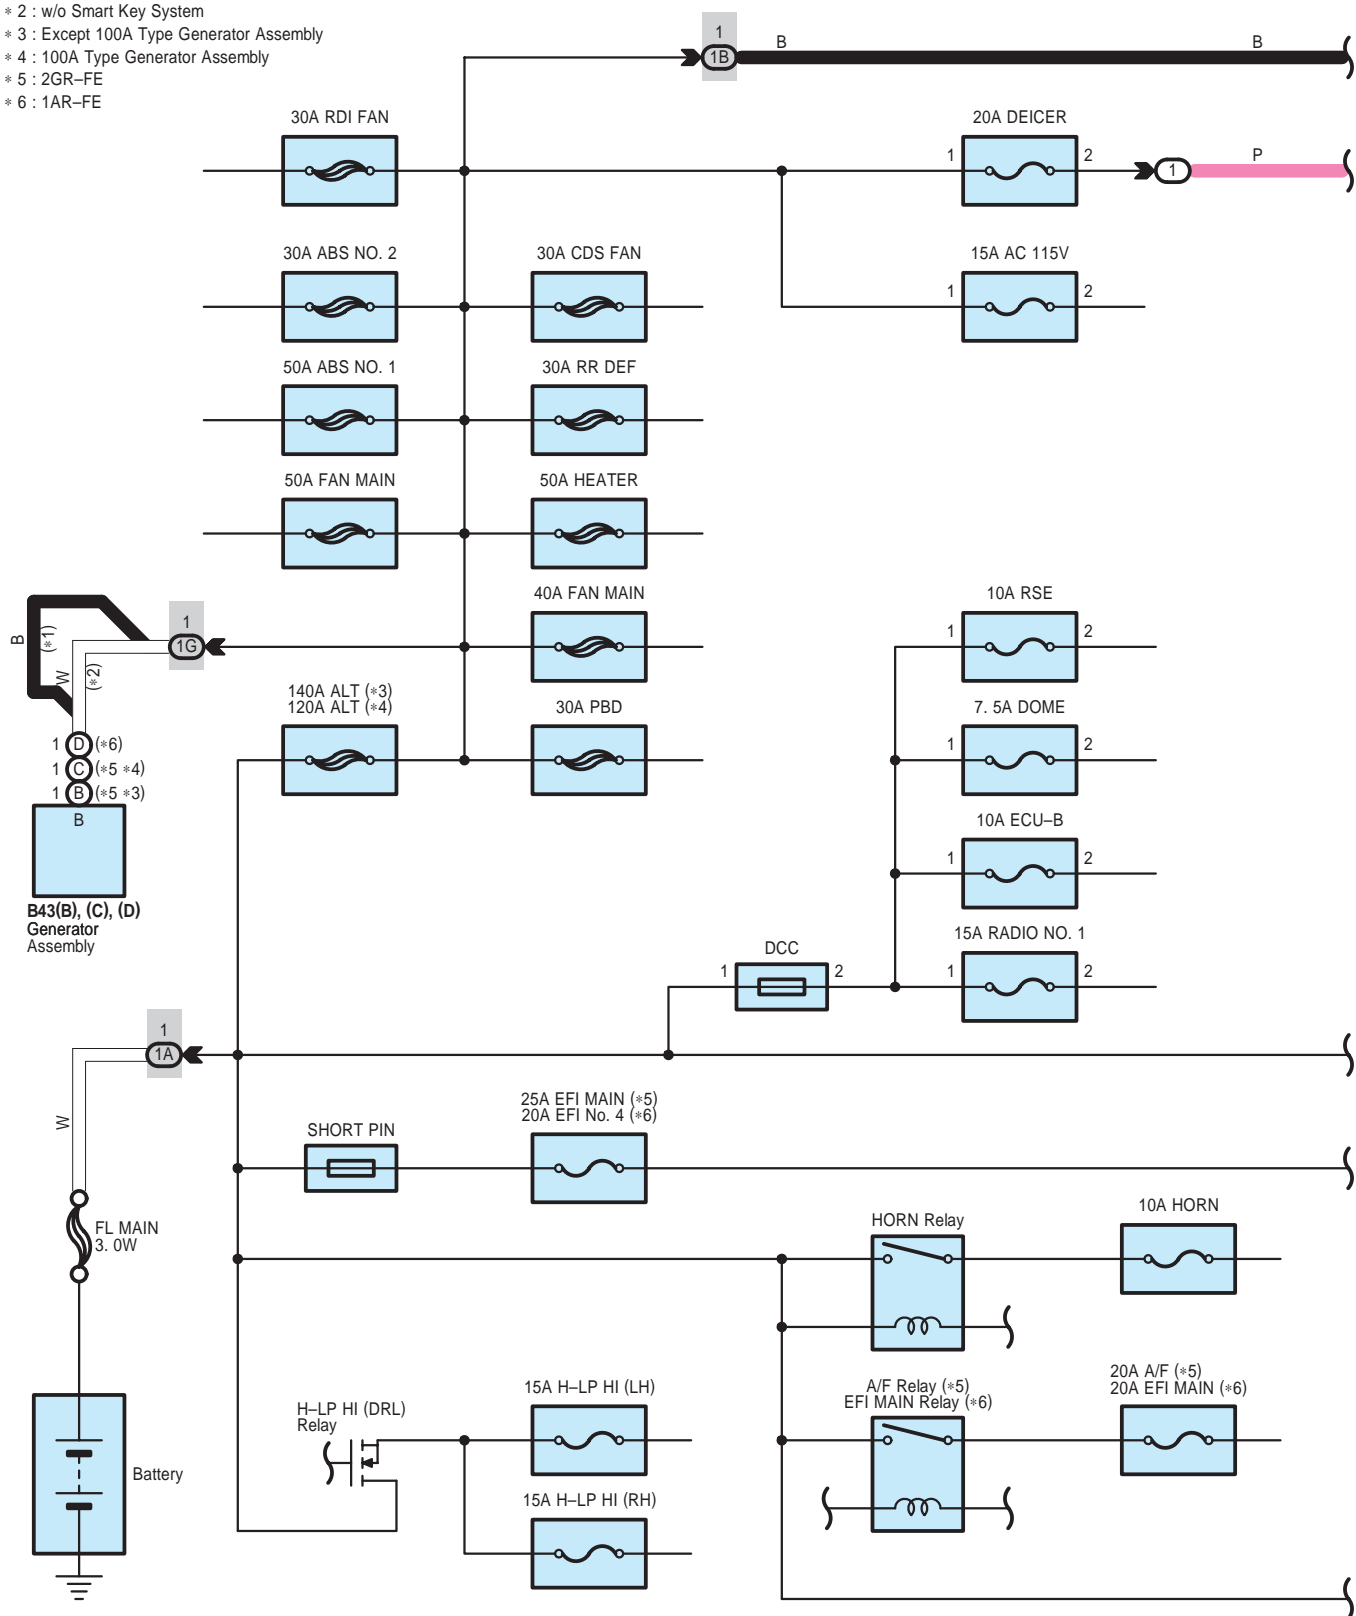 * 2 : w/o Smart Key System
* 3 : Except 100A Type Generator Assembly
* 4 : 100A Type Generator Assembly
* 5 : 2GR–FE
* 6 : 1AR–FE
1
1B
B
B
30A RDI FAN
20A DEICER
1
2
1
P
30A ABS NO. 2
30A CDS FAN
15A AC 115V
1
2
50A ABS NO. 1
30A RR DEF
50A FAN MAIN
50A HEATER
40A FAN MAIN
10A RSE
1
2
1
1G
B
(*1)
W
(*2)
140A ALT (*3)
120A ALT (*4)
30A PBD
7. 5A DOME
1
2
1 D (*6)
1 C (*5 *4)
1 B (*5 *3)
B
B43(B), (C), (D)
Generator
Assembly
10A ECU–B
1
2
15A RADIO NO. 1
1
2
DCC
1
2
1
1A
W
25A EFI MAIN (*5)
20A EFI No. 4 (*6)
SHORT PIN
FL MAIN
3. 0W
HORN Relay
10A HORN
A/F Relay (*5)
EFI MAIN Relay (*6)
20A A/F (*5)
20A EFI MAIN (*6)
15A H–LP HI (LH)
H–LP HI (DRL)
Relay
15A H–LP HI (RH)
Battery